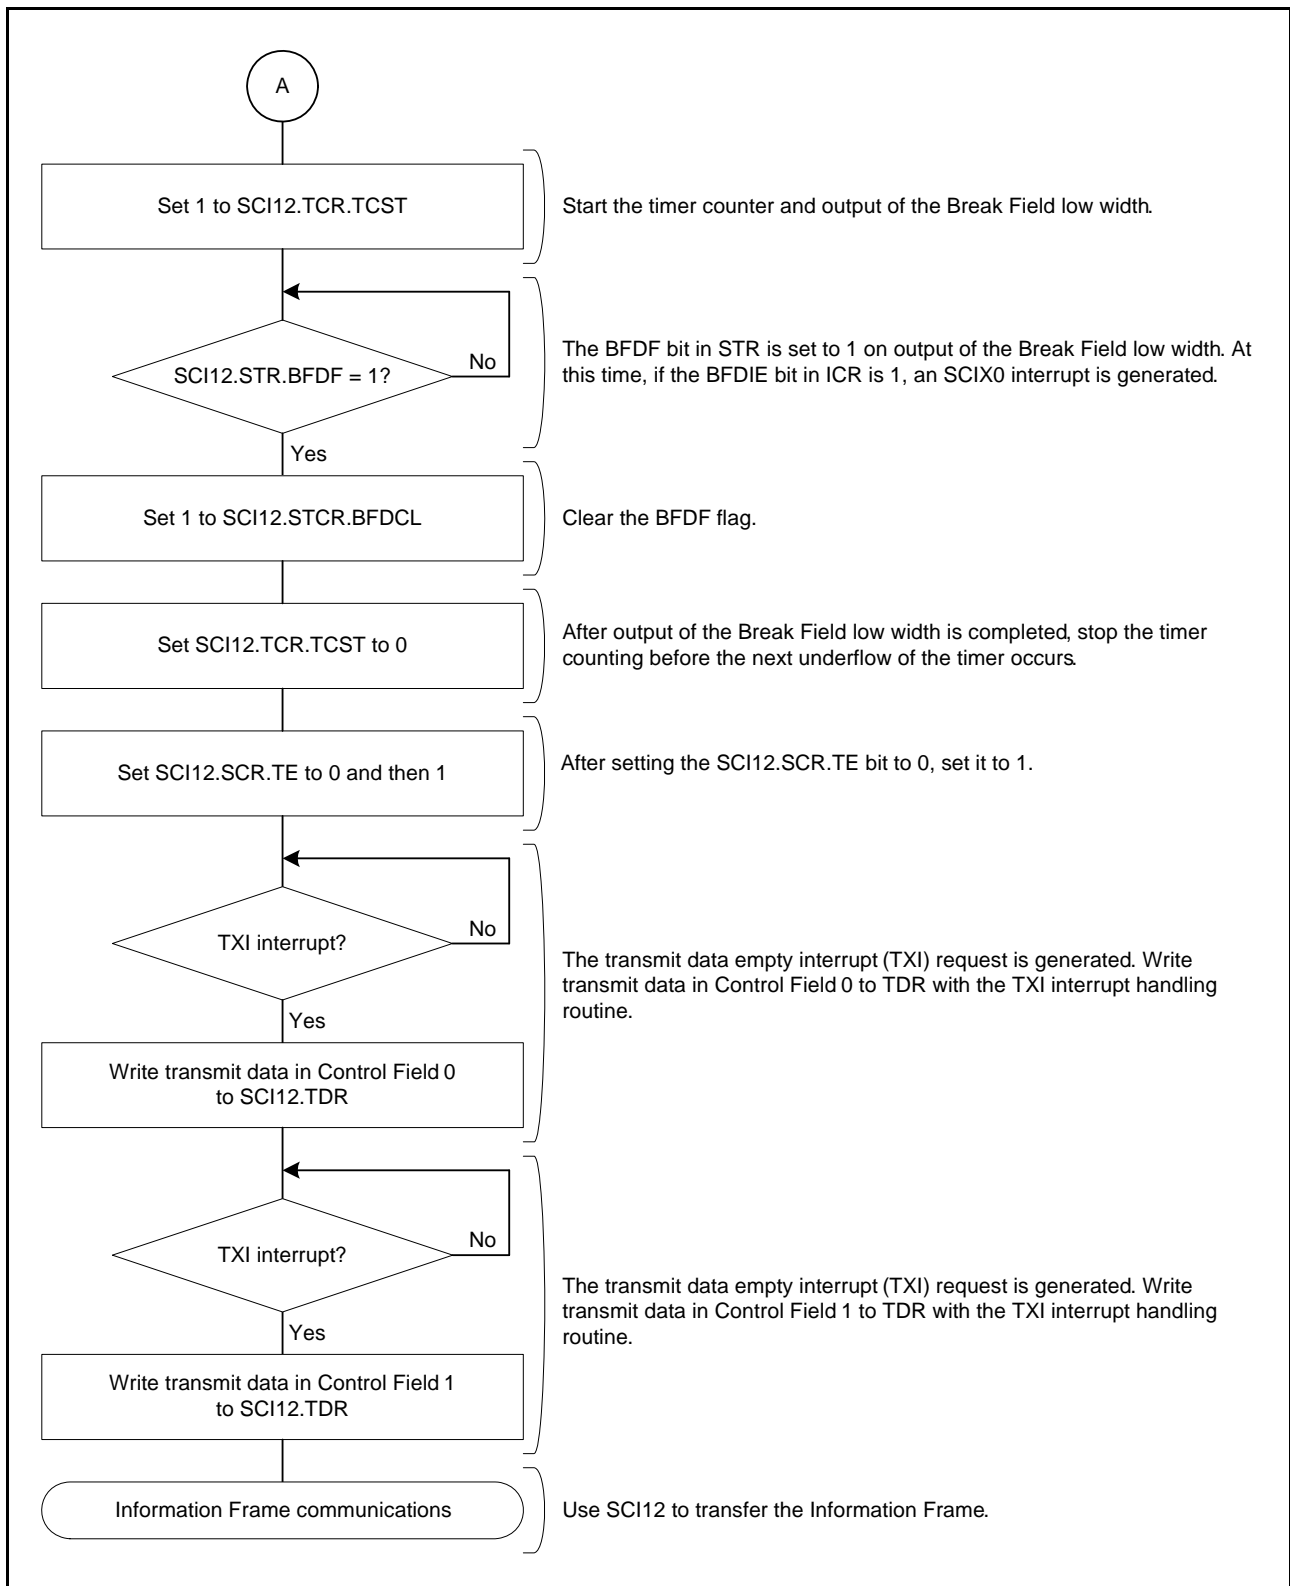 A
Set 1 to SCI12.TCR.TCST
Start the timer counter and output of the Break Field low width.
SCI12.STR.BFDF = 1?
No
The BFDF bit in STR is set to 1 on output of the Break Field low width. At
this time, if the BFDIE bit in ICR is 1, an SCIX0 interrupt is generated.
Yes
Set 1 to SCI12.STCR.BFDCL
Clear the BFDF flag.
Set SCI12.TCR.TCST to 0
After output of the Break Field low width is completed, stop the timer
counting before the next underflow of the timer occurs.
Set SCI12.SCR.TE to 0 and then 1
After setting the SCI12.SCR.TE bit to 0, set it to 1.
TXI interrupt?
No
Yes
The transmit data empty interrupt (TXI) request is generated. Write
transmit data in Control Field 0 to TDR with the TXI interrupt handling
routine.
Write transmit data in Control Field 0
to SCI12.TDR
TXI interrupt?
No
Yes
The transmit data empty interrupt (TXI) request is generated. Write
transmit data in Control Field 1 to TDR with the TXI interrupt handling
routine.
Write transmit data in Control Field 1
to SCI12.TDR
Information Frame communications
Use SCI12 to transfer the Information Frame.